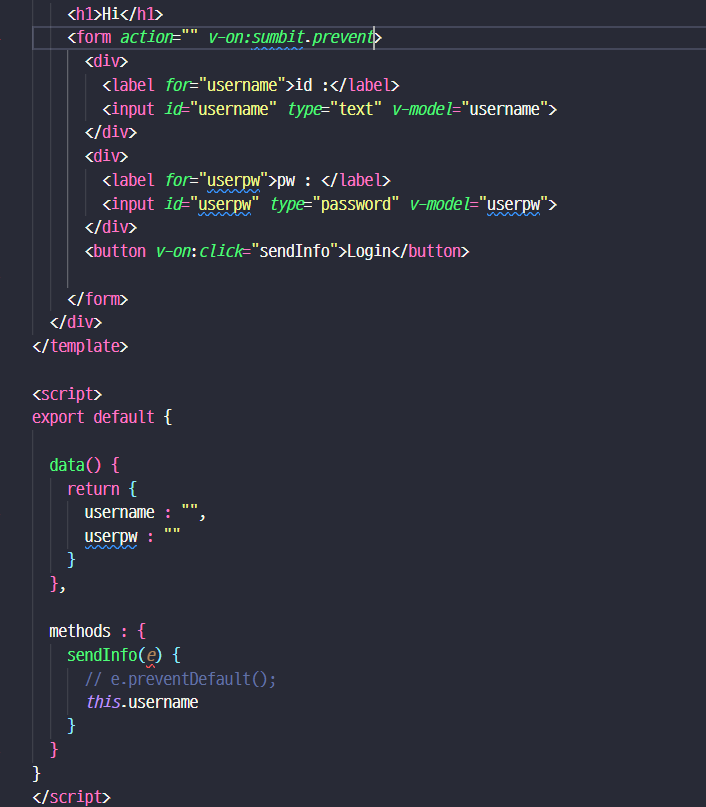 <h1>Hi</h1>
<form action="" v-on:sumbit.prevent>
<div>
<label for="username">id :</label>
<input id="username" type="text" v-model="username">
</div>
<div>
<label for="userpw">pw : </label>
<input id="userpw" type="password" v-model="userpw">
</div>
<button v-on:click="sendInfo">Login</button>
</form>
</div>
</template>
<script>
export default {
data() {
return {
username : "",
userpw : ""
}
},
methods : {
sendInfo(e) {
// e.preventDefault();
this.username
}
}
}
</script>